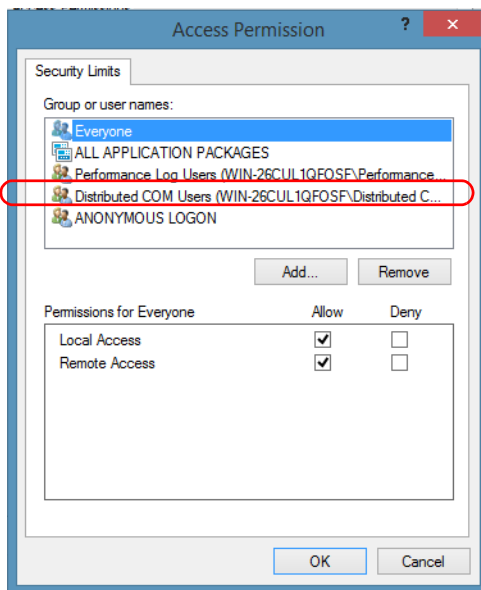 Access Permission
?
Security Limits
Group or user names:
Everyone
ALL APPLICATION PACKAGES
Performance Log Users (WIN-26CUL1QFOSF\Performance...
Distributed COM Users (WIN-26CUL1QFOSF\Distributed C...
ANONYMOUS LOGON
Add... Remove
Permissions for Everyone Allow Deny
Local Access
Remote Access
OK Cancel